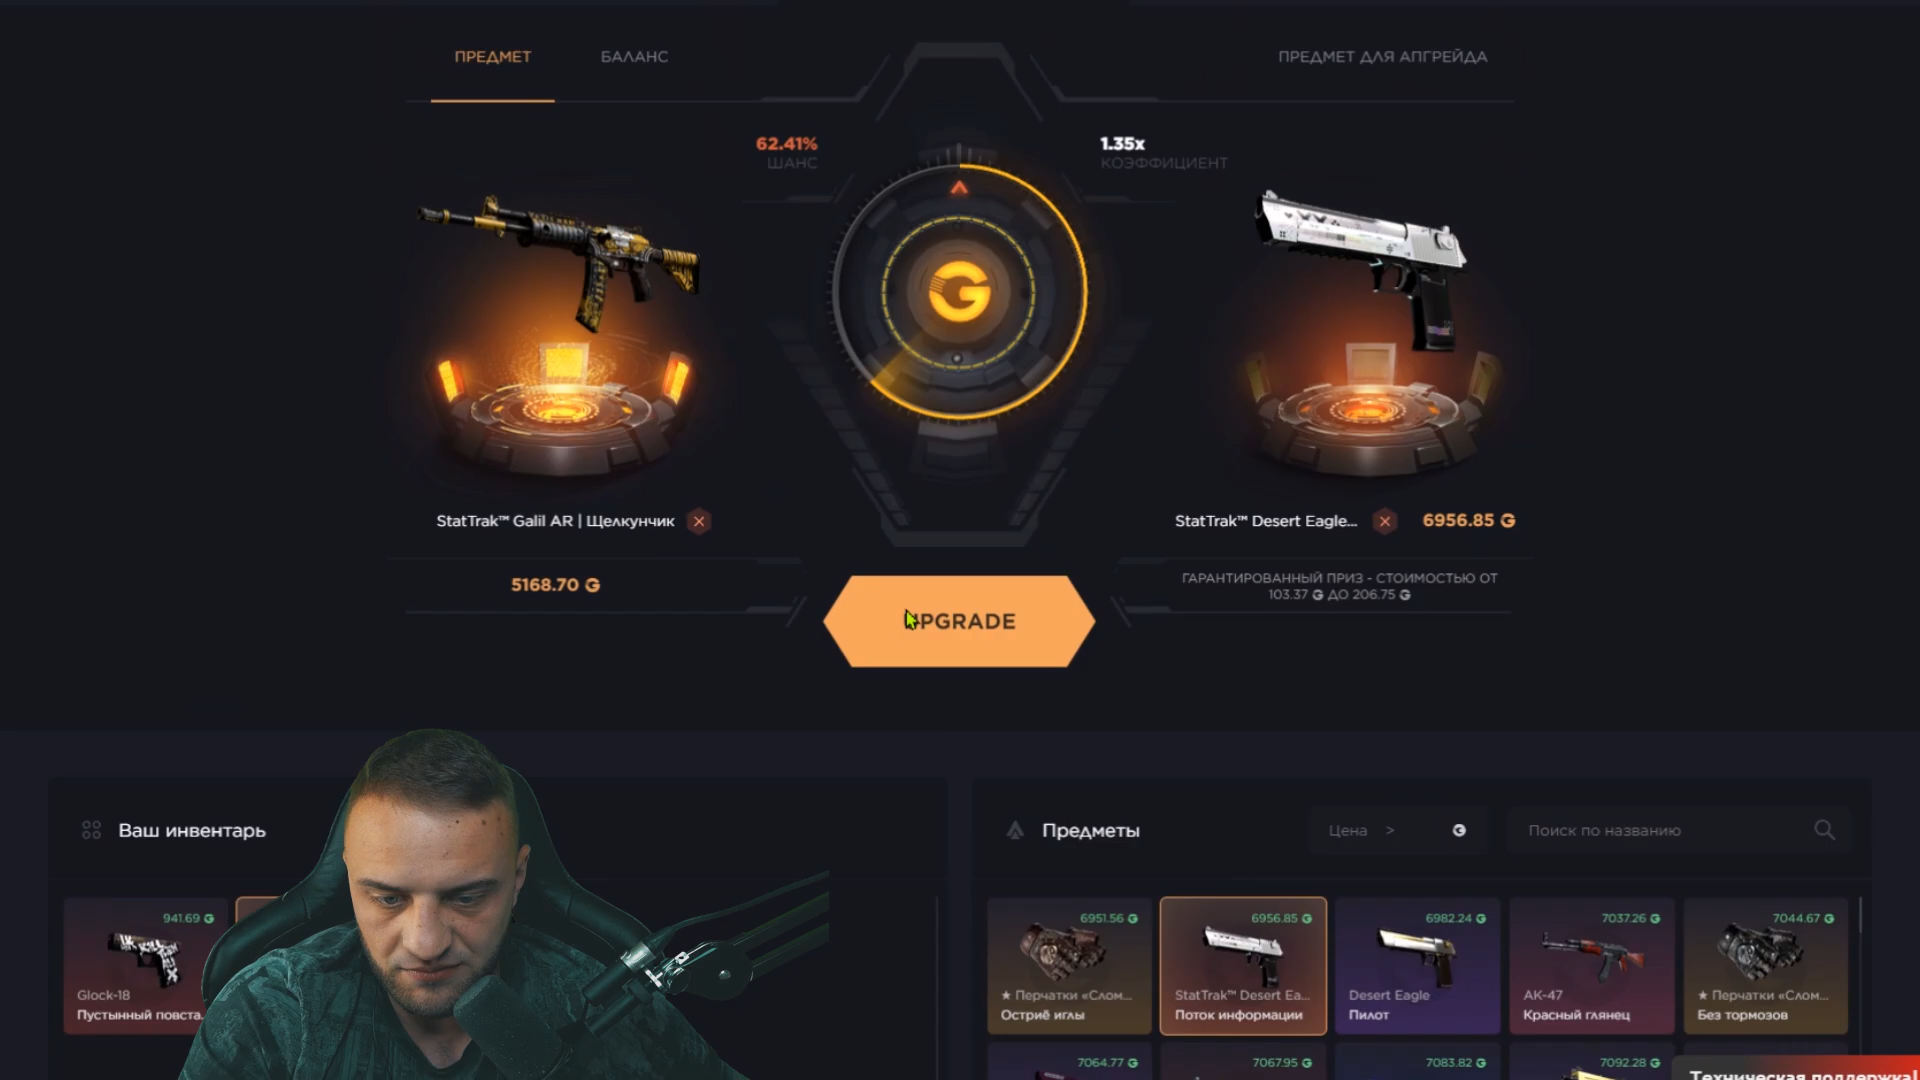 ПРЕДМЕТ
БАЛАНС
ПРЕДМЕТ ДЛЯ АПГРЕЙДА
62.41%
ШАНС
1.35x
КОЭФФИЦИЕНТ
StatTrak™ Galil AR | Щелкунчик
StatTrak™ Desert Eagle...
6956.85 G
5168.70 G
ГАРАНТИРОВАННЫЙ ПРИЗ - СТОИМОСТЬЮ ОТ
103.37 G ДО 206.75 G
UPGRADE
Ваш инвентарь
Предметы
Цена >
G
Поиск по названию
941.69 G
Glock-18
Пустынный повста...
6951.56 G
★ Перчатки «Слом...
Остриё иглы
6956.85 G
StatTrak™ Desert Ea...
Поток информации
6982.24 G
Desert Eagle
Пилот
7037.26 G
AK-47
Красный глянец
7044.67 G
★ Перчатки «Слом...
Без тормозов
7064.77 G
7067.95 G
7083.82 G
7092.28 G
Техническая поддержка!